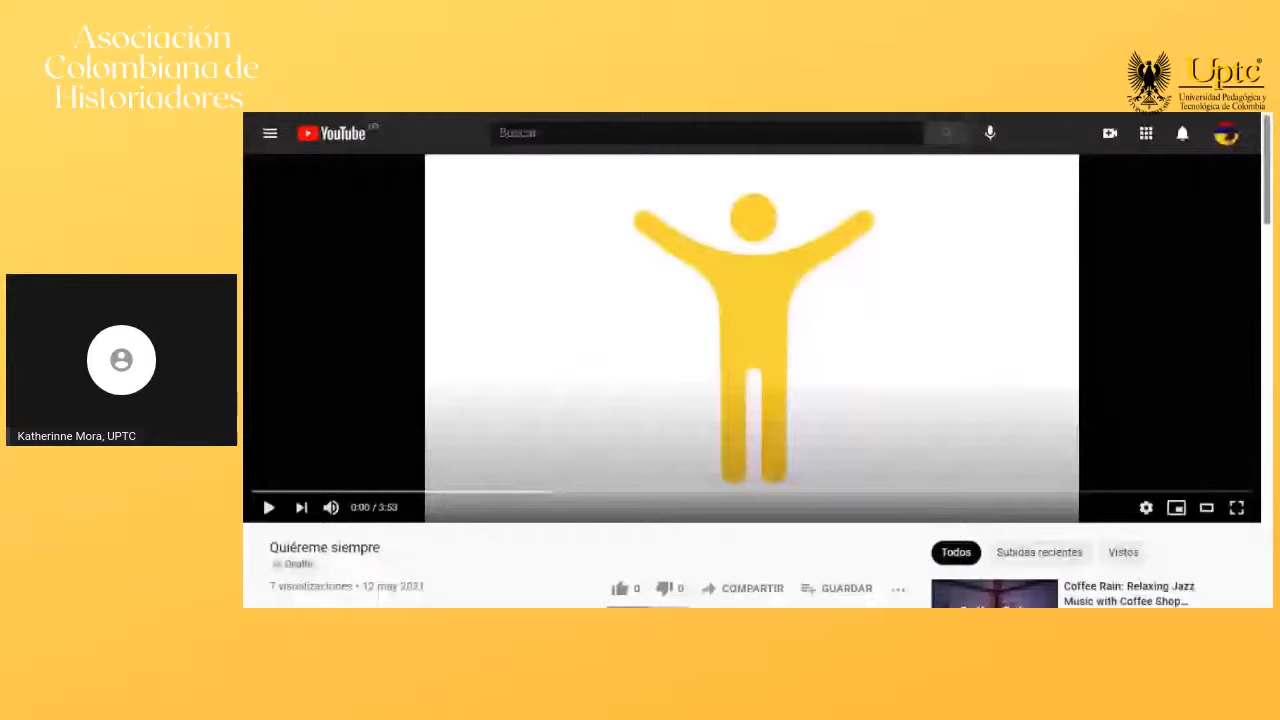 Asociación
Colombiana de
Historiadores
Uptc®
Universidad Pedagógica y
Tecnológica de Colombia
YouTube
Buscar
Katherinne Mora, UPTC
0:00 / 3:53
Quiéreme siempre
7 visualizaciones • 12 may 2021
0
0
COMPARTIR
GUARDAR
Todos
Subidas recientes
Vistos
Coffee Rain: Relaxing Jazz
Music with Coffee Shop...